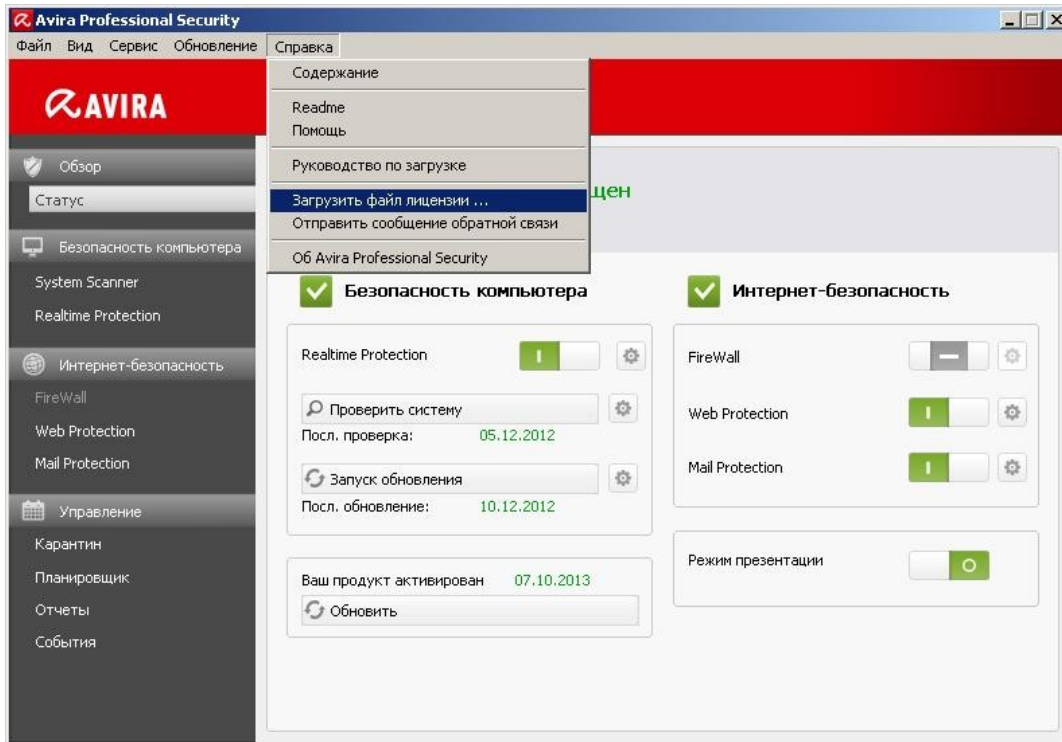 Avira Professional Security
Файл Вид Сервис Обновление Справка
Содержание
Readme
Помощь
Руководство по загрузке
Загрузить файл лицензии ...
Отправить сообщение обратной связи
Об Avira Professional Security
AVIRA
щен
Обзор
Статус
Безопасность компьютера
System Scanner
Realtime Protection
Интернет-безопасность
FireWall
Web Protection
Mail Protection
Управление
Карантин
Планировщик
Отчеты
События
Безопасность компьютера
Realtime Protection
Проверить систему
Посл. проверка: 05.12.2012
Запуск обновления
Посл. обновление: 10.12.2012
Ваш продукт активирован 07.10.2013
Обновить
Интернет-безопасность
FireWall
Web Protection
Mail Protection
Режим презентации